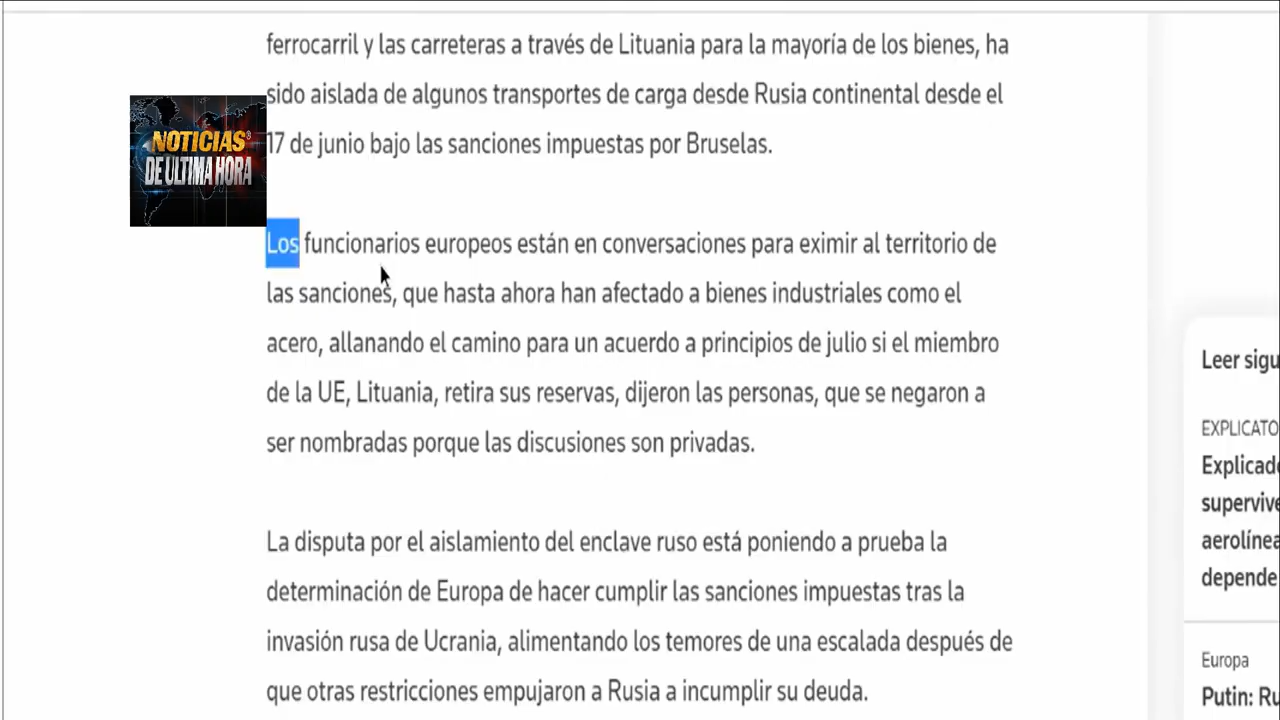 ferrocarril y las carreteras a través de Lituania para la mayoría de los bienes, ha
sido aislada de algunos transportes de carga desde Rusia continental desde el
17 de junio bajo las sanciones impuestas por Bruselas.
NOTICIAS®
DE ULTIMA HORA
Los funcionarios europeos están en conversaciones para eximir al territorio de
las sanciones, que hasta ahora han afectado a bienes industriales como el
acero, allanando el camino para un acuerdo a principios de julio si el miembro
de la UE, Lituania, retira sus reservas, dijeron las personas, que se negaron a
ser nombradas porque las discusiones son privadas.
La disputa por el aislamiento del enclave ruso está poniendo a prueba la
determinación de Europa de hacer cumplir las sanciones impuestas tras la
invasión rusa de Ucrania, alimentando los temores de una escalada después de
que otras restricciones empujaron a Rusia a incumplir su deuda.
Leer sigu
EXPLICATO
Explicado
supervive
aerolínea
depende
Europa
Putin: Ru